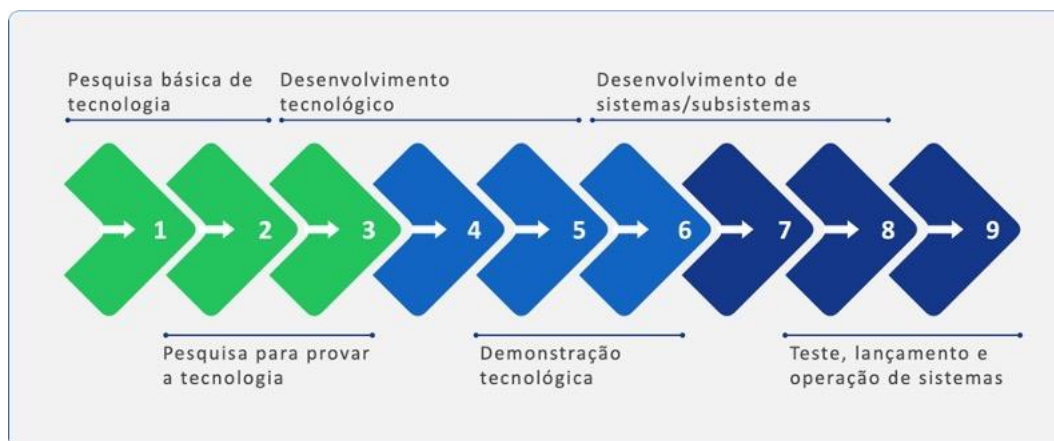 Pesquisa básica de
tecnologia
Desenvolvimento
tecnológico
Desenvolvimento de
sistemas/subsistemas
1 2 3 4 5 6 7 8 9
Pesquisa para provar
a tecnologia
Demonstração
tecnológica
Teste, lançamento e
operação de sistemas